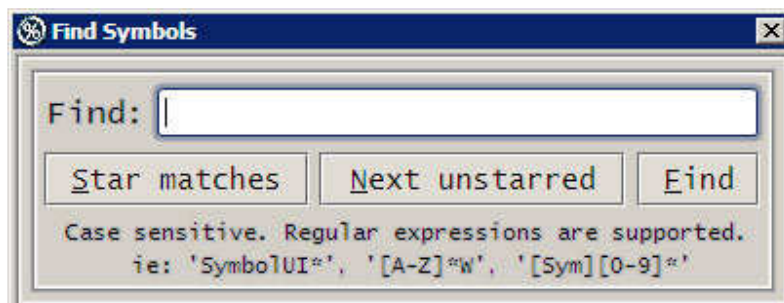 Find Symbols
Find:
Star matches Next unstarred Find
Case sensitive. Regular expressions are supported.
ie: 'SymbolUI*', '[A-Z]*W', '[Sym][0-9]*'